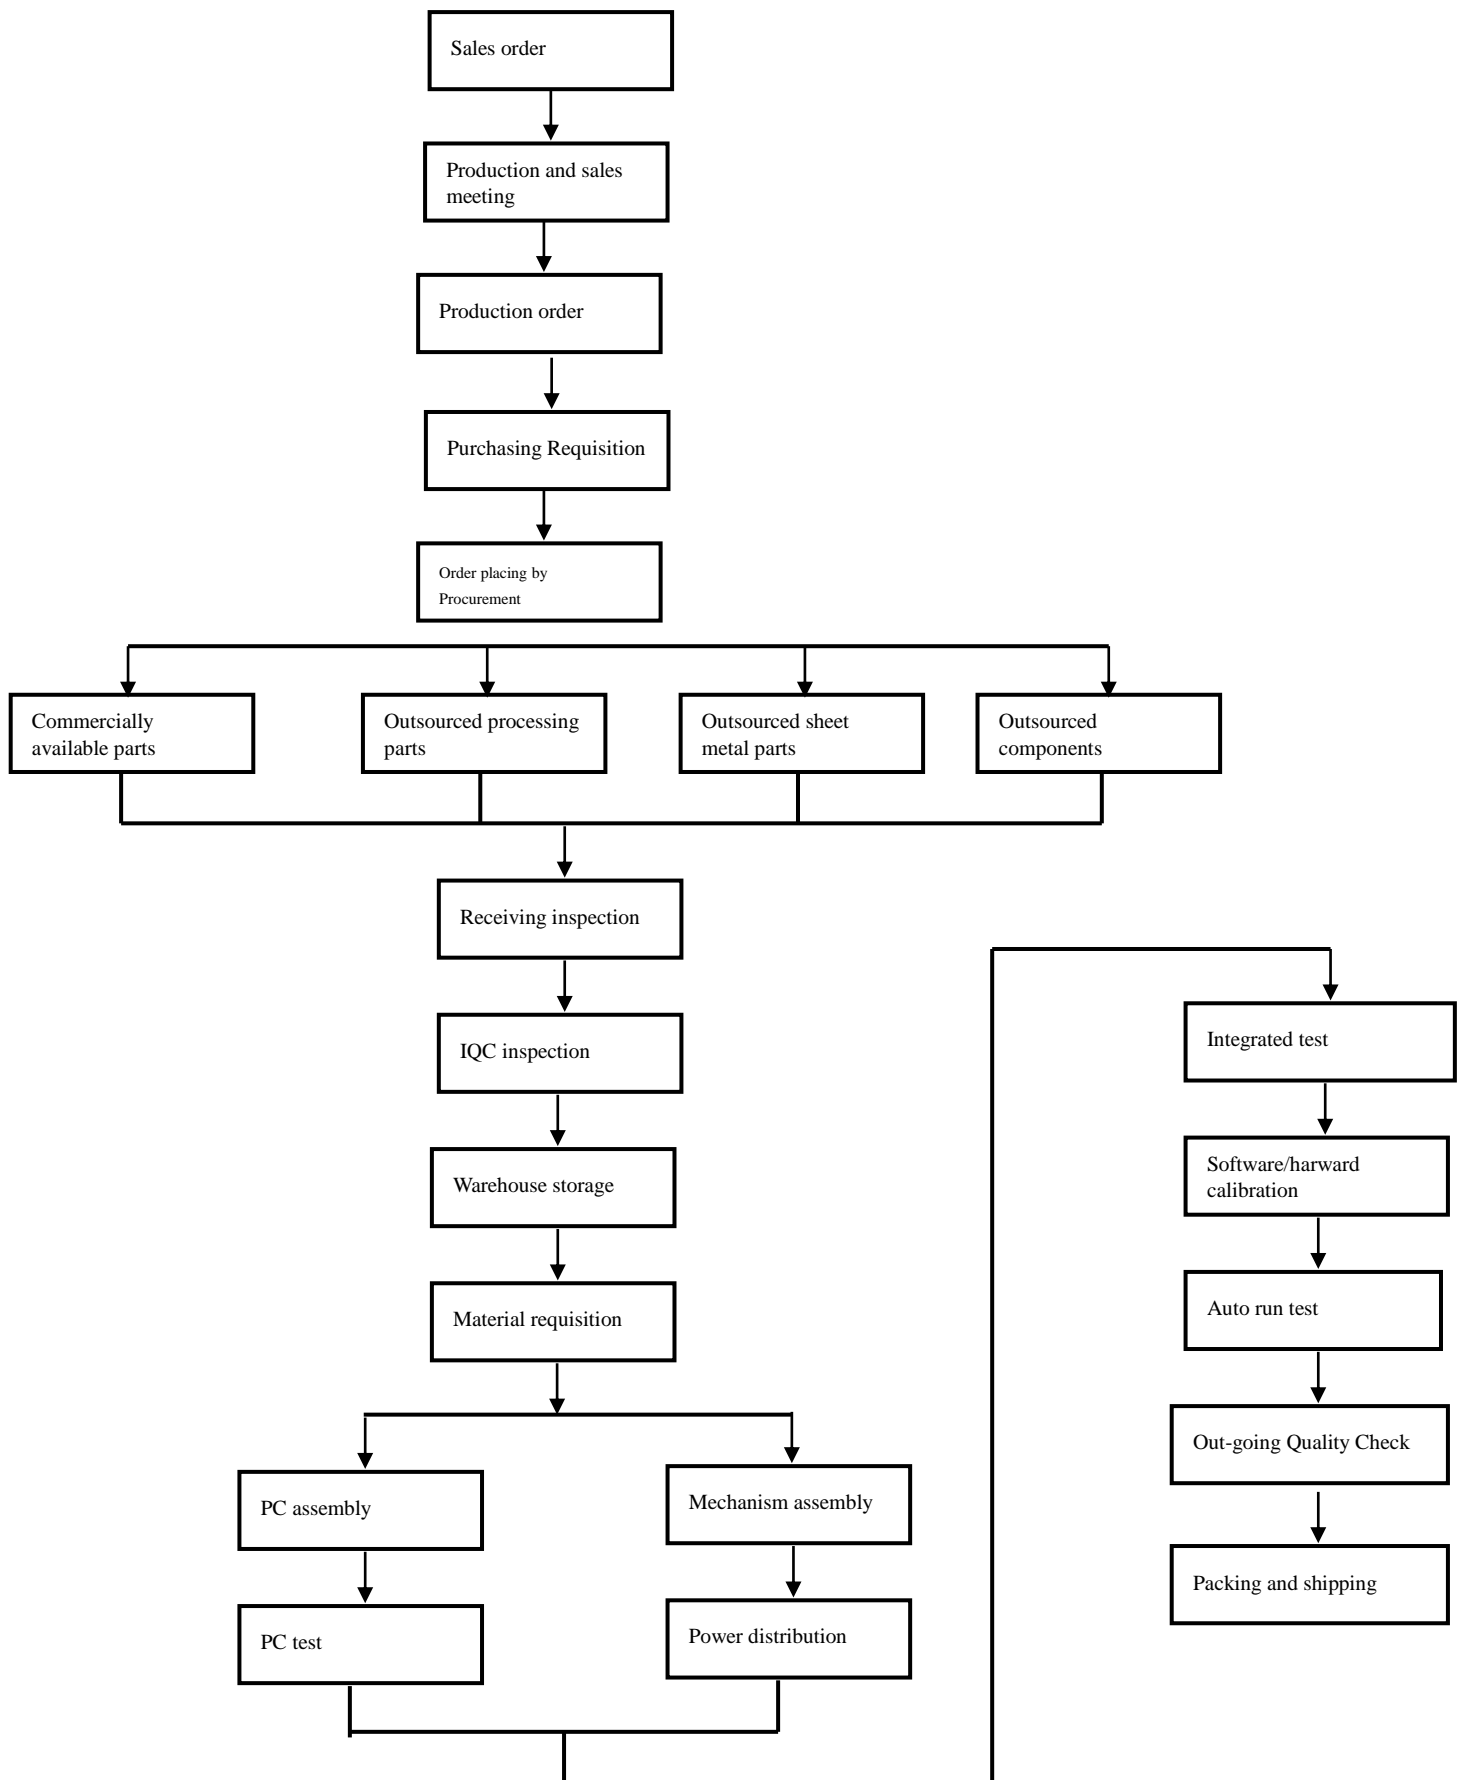 Sales order
Production and sales
meeting
Production order
Purchasing Requisition
Order placing by
Procurement
Commercially
available parts
Outsourced processing
parts
Outsourced sheet
metal parts
Outsourced
components
Receiving inspection
IQC inspection
Warehouse storage
Material requisition
PC assembly
PC test
Mechanism assembly
Power distribution
Integrated test
Software/harward
calibration
Auto run test
Out-going Quality Check
Packing and shipping